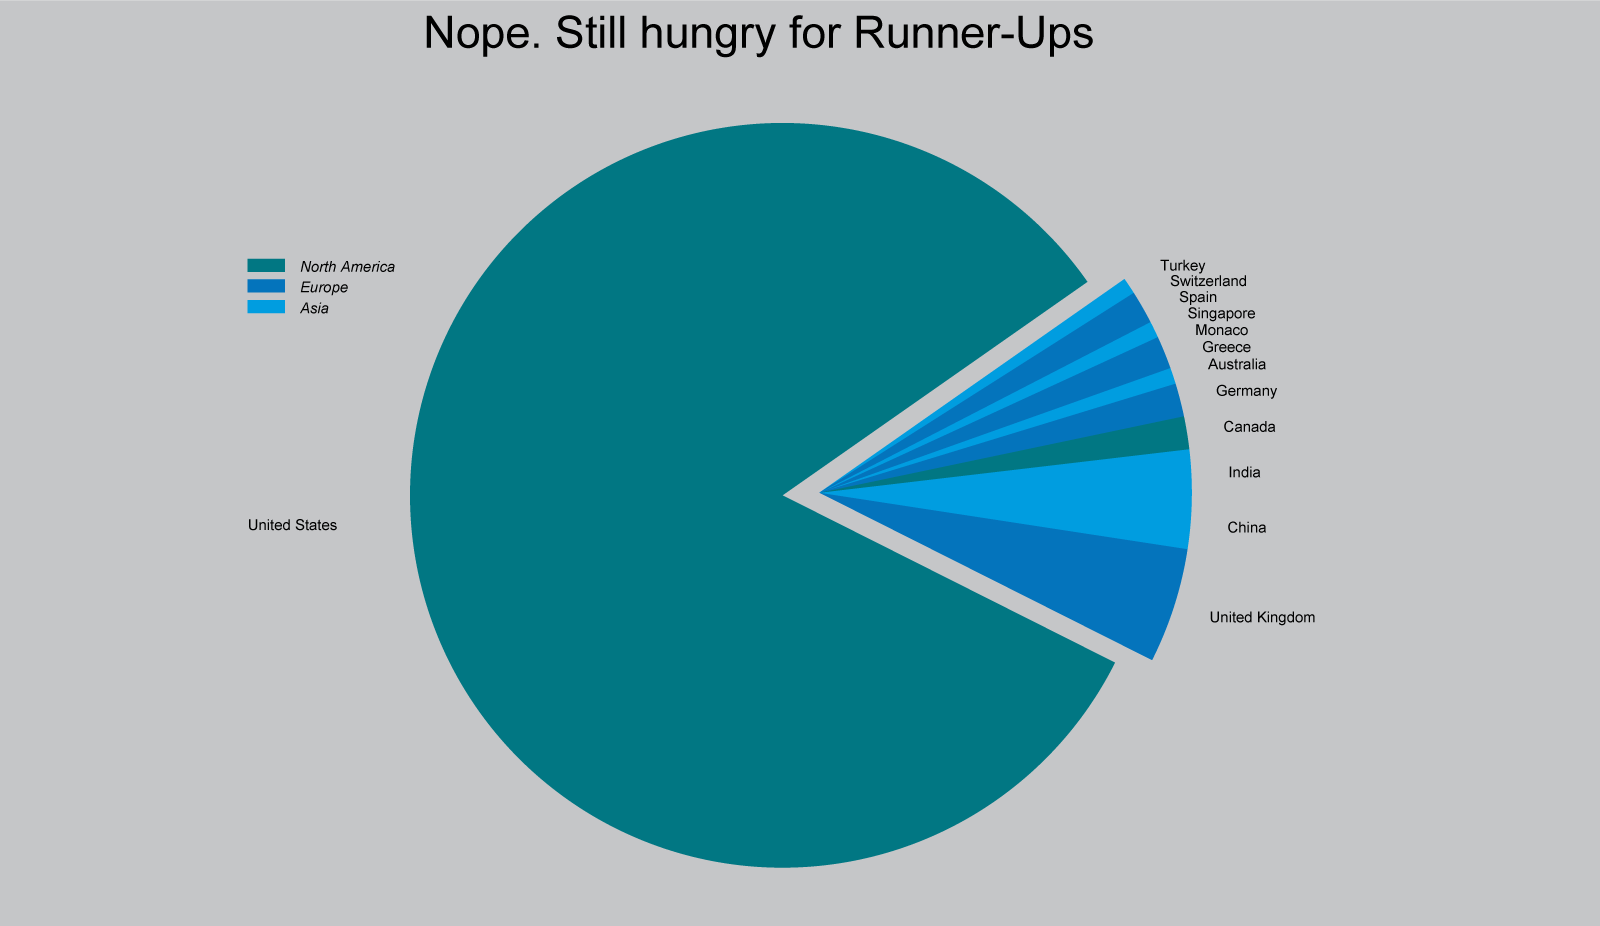 Nope. Still hungry for Runner-Ups
North America
Europe
Asia
Turkey
Switzerland
Spain
Singapore
Monaco
Greece
Australia
Germany
Canada
India
China
United Kingdom
United States